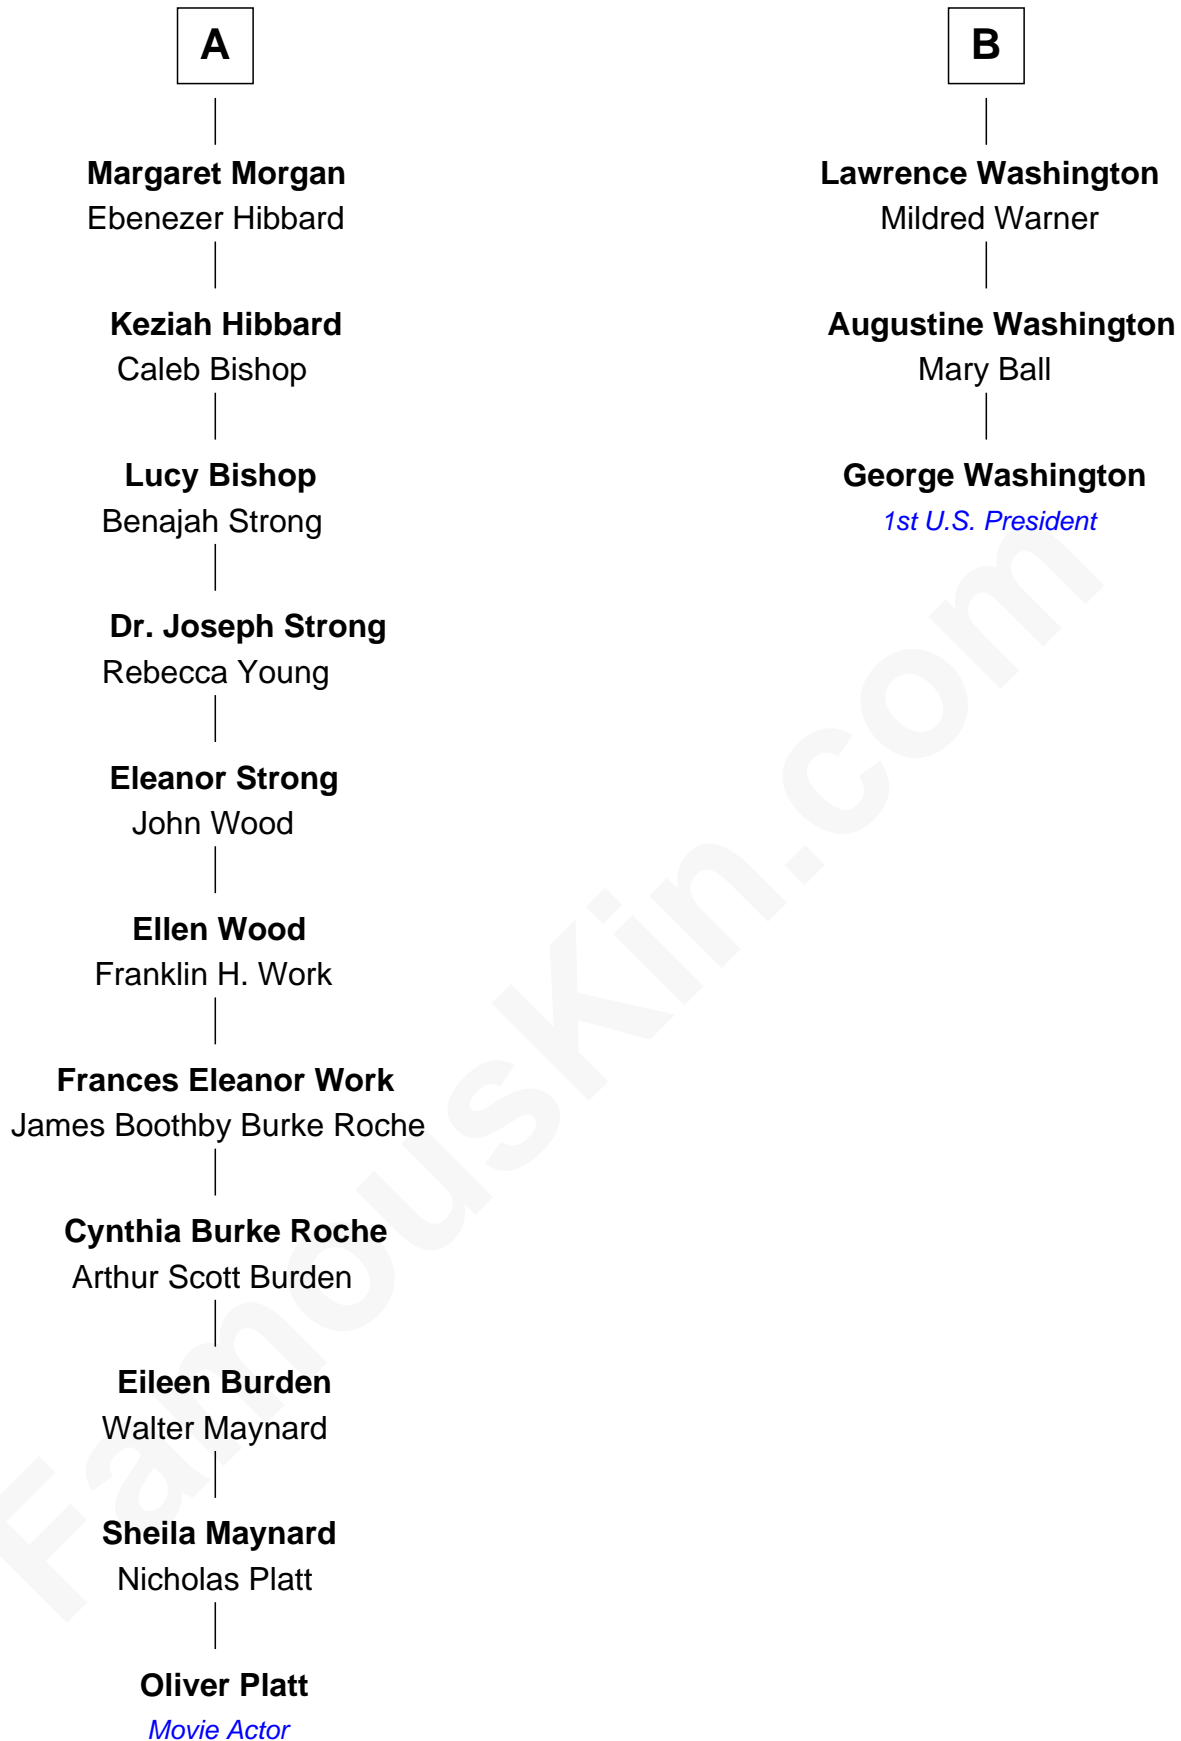 A
Margaret Morgan
Ebenezer Hibbard
Keziah Hibbard
Caleb Bishop
Lucy Bishop
Benajah Strong
Dr. Joseph Strong
Rebecca Young
Eleanor Strong
John Wood
Ellen Wood
Franklin H. Work
Frances Eleanor Work
James Boothby Burke Roche
Cynthia Burke Roche
Arthur Scott Burden
Eileen Burden
Walter Maynard
Sheila Maynard
Nicholas Platt
Oliver Platt
Movie Actor
B
Lawrence Washington
Mildred Warner
Augustine Washington
Mary Ball
George Washington
1st U.S. President
FamousKin.com